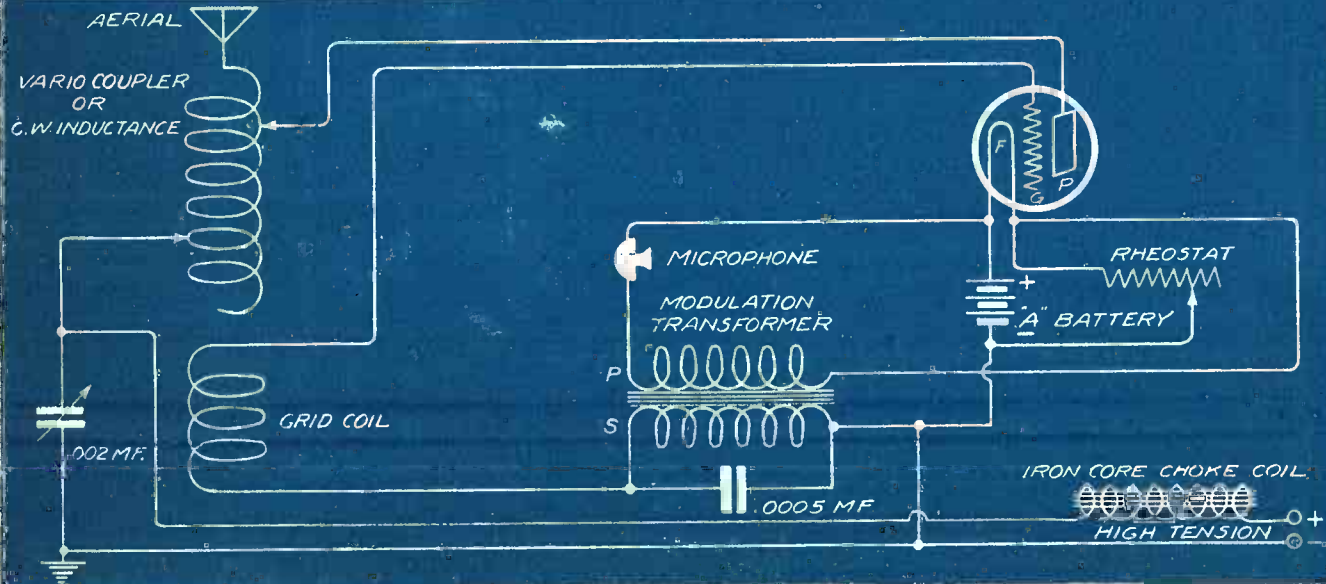 AERIAL
VARIO COUPLER
OR
C.W. INDUCTANCE
F
G
P
MICROPHONE
RHEOSTAT
MODULATION
TRANSFORMER
+
"A" BATTERY
–
P
S
GRID COIL
.002 MF.
.0005 MF
IRON CORE CHOKE COIL
HIGH TENSION
+
–